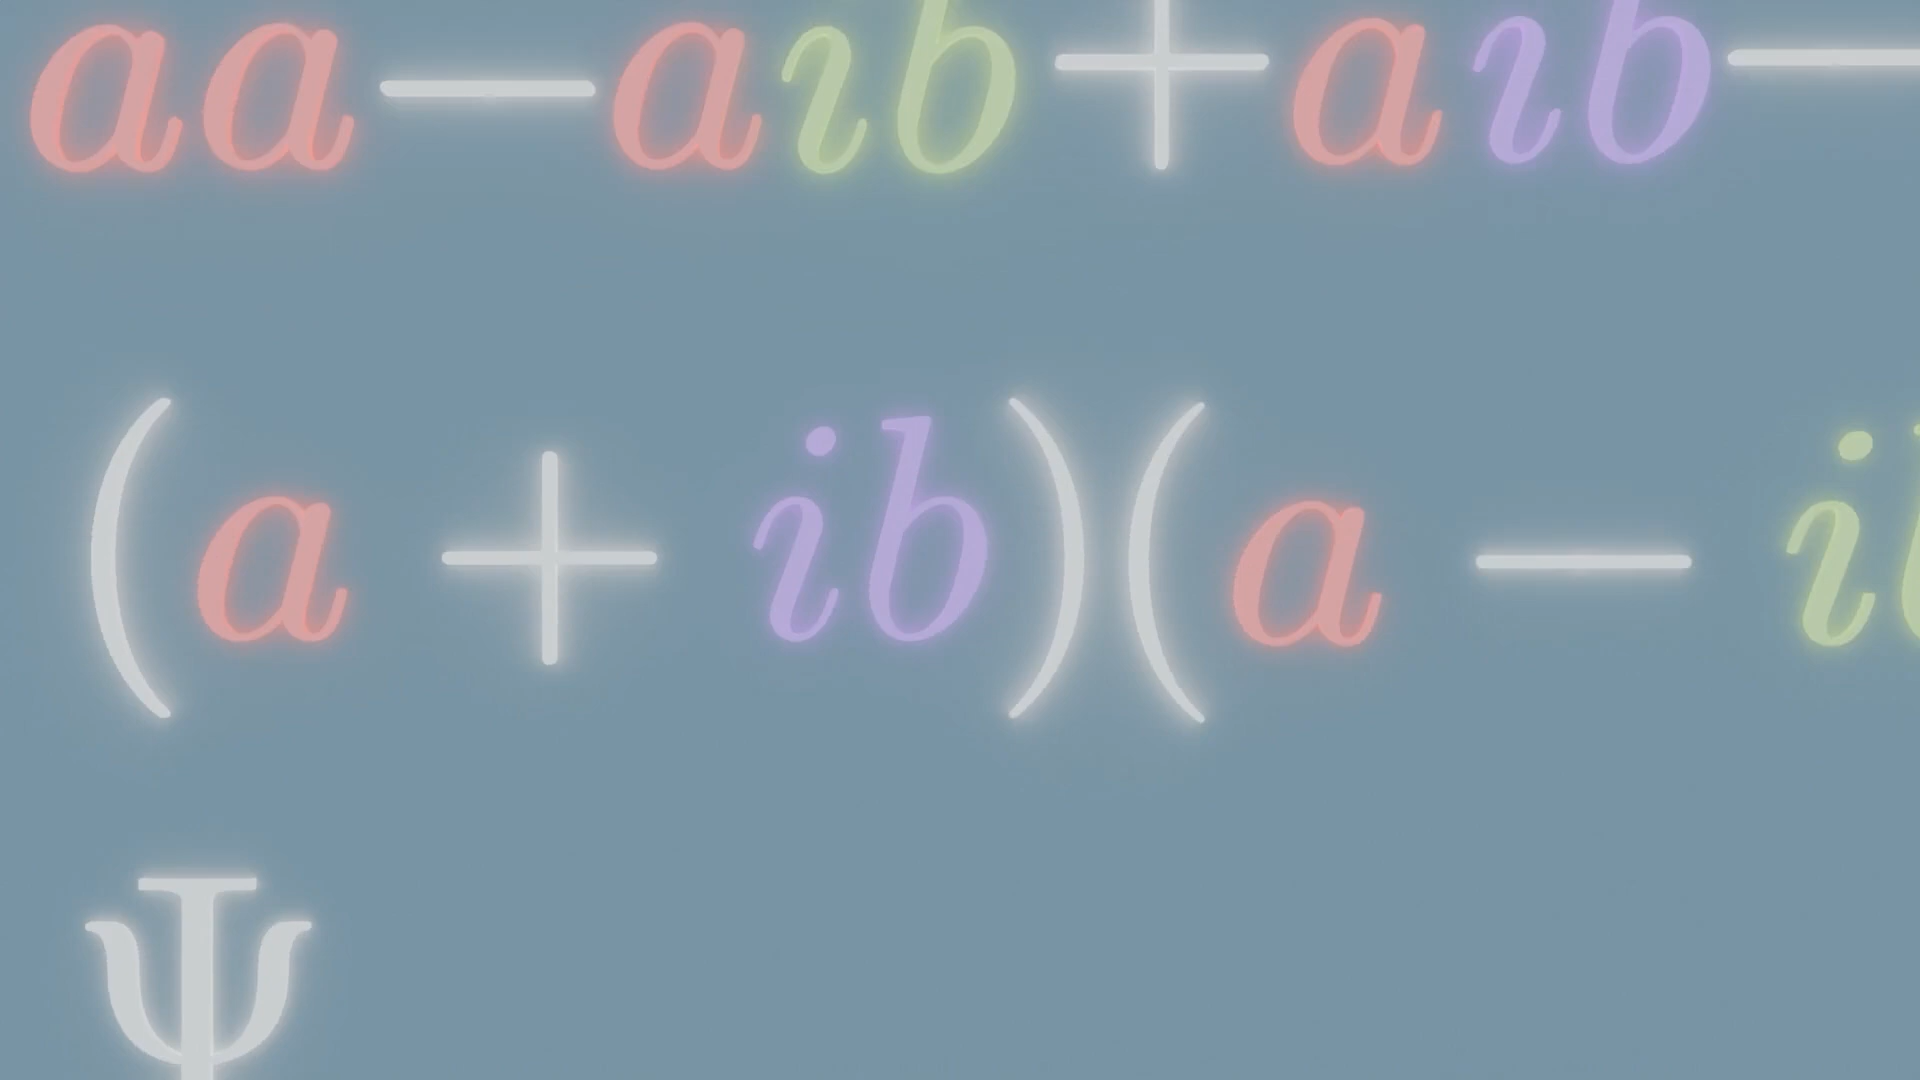 aa−aib+aib−
(a + ib)(a − i
Ψ